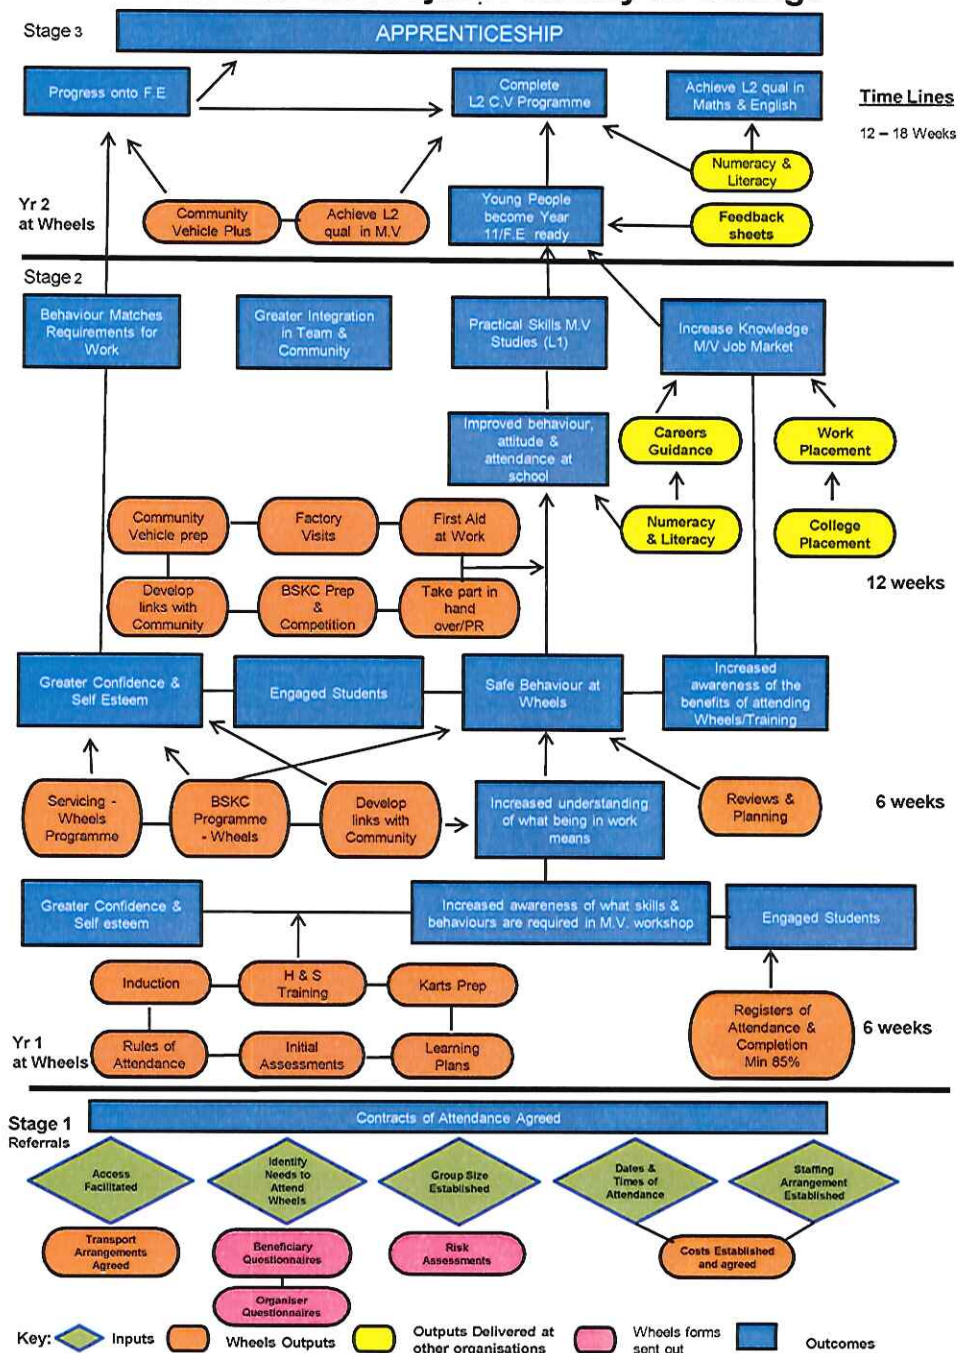 Stage 3
APPRENTICESHIP
Progress onto F.E
Complete
L2 C.V Programme
Achieve L2 qual in
Maths & English
Time Lines
12 – 18 Weeks
Numeracy &
Literacy
Yr 2
at Wheels
Community
Vehicle Plus
Achieve L2
qual in M.V
Young People
become Year
11/F.E ready
Feedback
sheets
Stage 2
Behaviour Matches
Requirements for
Work
Greater Integration
in Team &
Community
Practical Skills M.V
Studies (L1)
Increase Knowledge
M/V Job Market
Improved behaviour,
attitude &
attendance at
school
Careers
Guidance
Work
Placement
Community
Vehicle prep
Factory
Visits
First Aid
at Work
Numeracy
& Literacy
College
Placement
Develop
links with
Community
BSKC Prep
&
Competition
Take part in
hand
over/PR
12 weeks
Greater Confidence &
Self Esteem
Engaged Students
Safe Behaviour at
Wheels
Increased
awareness of the
benefits of attending
Wheels/Training
Servicing -
Wheels
Programme
BSKC
Programme
- Wheels
Develop
links with
Community
Increased understanding
of what being in work
means
Reviews &
Planning
6 weeks
Greater Confidence &
Self esteem
Increased awareness of what skills &
behaviours are required in M.V. workshop
Engaged Students
Induction
H & S
Training
Karts Prep
Registers of
Attendance &
Completion
Min 85%
6 weeks
Yr 1
at Wheels
Rules of
Attendance
Initial
Assessments
Learning
Plans
Stage 1
Referrals
Contracts of Attendance Agreed
Access
Facilitated
Identify
Needs to
Attend
Wheels
Group Size
Established
Dates &
Times of
Attendance
Staffing
Arrangement
Established
Transport
Arrangements
Agreed
Beneficiary
Questionnaires
Risk
Assessments
Costs Established
and agreed
Organiser
Questionnaires
Key:
Inputs
Wheels Outputs
Outputs Delivered at
other organisations
Wheels forms
sent out
Outcomes